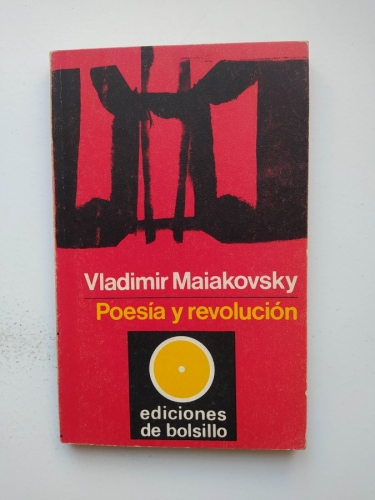 Vladimir Maiakovsky
Poesía y revolución
ediciones
de bolsillo